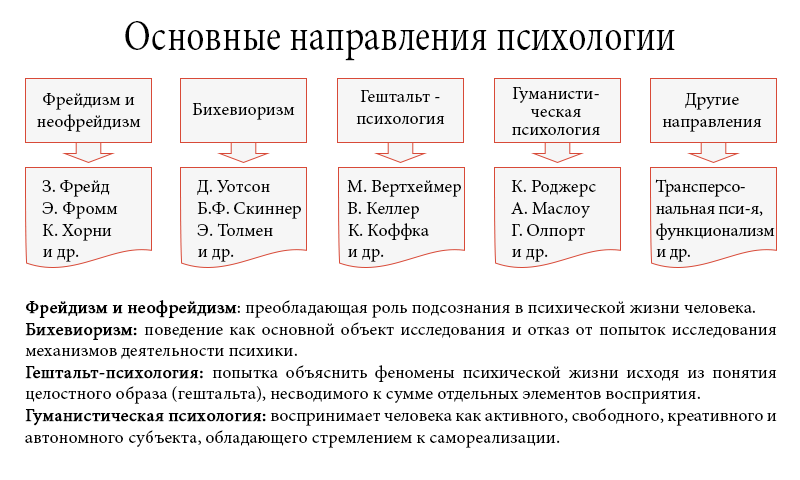 Основные направления психологии
Фрейдизм и
неофрейдизм
Бихевиоризм
Гештальт -
психология
Гуманисти-
ческая
психология
Другие
направления
З. Фрейд
Э. Фромм
К. Хорни
и др.
Д. Уотсон
Б.Ф. Скиннер
Э. Толмен
и др.
М. Вертхеймер
В. Келлер
К. Коффка
и др.
К. Роджерс
А. Маслоу
Г. Олпорт
и др.
Трансперсо-
нальная пси-я,
функционализм
и др.
Фрейдизм и неофрейдизм: преобладающая роль подсознания в психической жизни человека.
Бихевиоризм: поведение как основной объект исследования и отказ от попыток исследования
механизмов деятельности психики.
Гештальт-психология: попытка объяснить феномены психической жизни исходя из понятия
целостного образа (гештальта), несводимого к сумме отдельных элементов восприятия.
Гуманистическая психология: воспринимает человека как активного, свободного, креативного и
автономного субъекта, обладающего стремлением к самореализации.